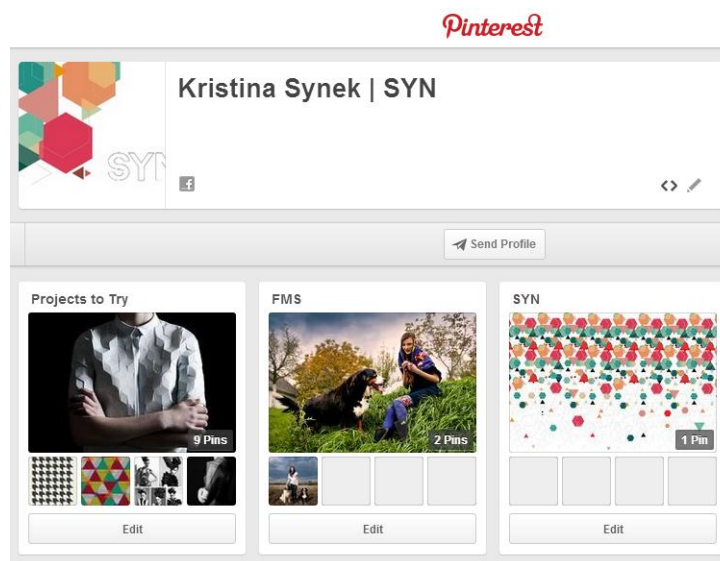 Pinterest
Kristina Synek | SYN
SYN
Send Profile
Projects to Try
FMS
SYN
9 Pins
2 Pins
1 Pin
Edit
Edit
Edit